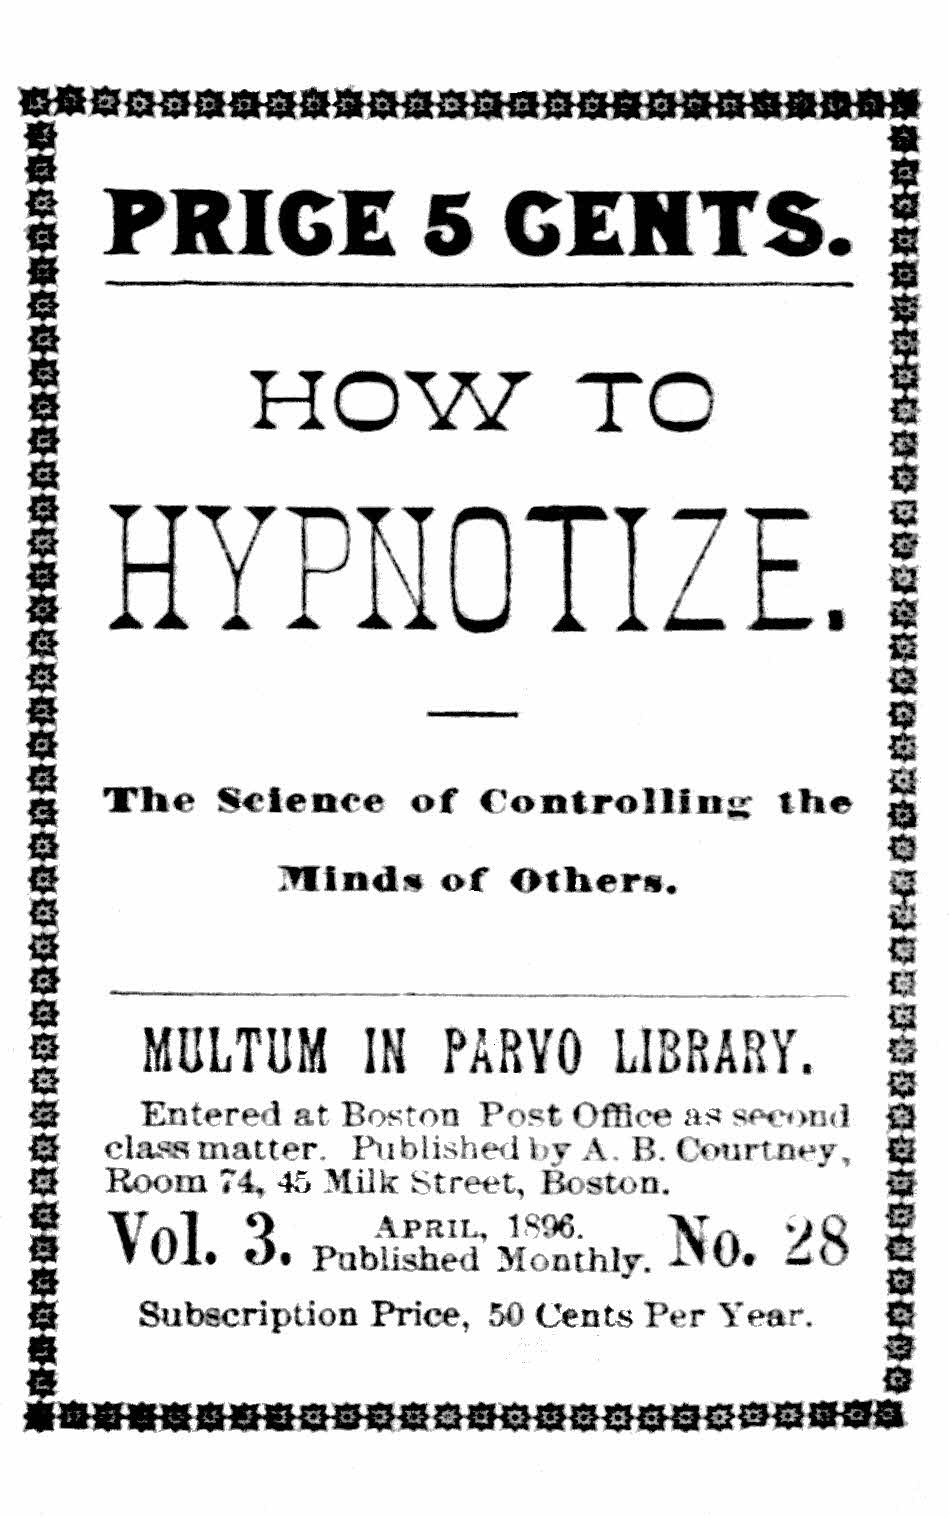 PRICE 5 CENTS.
HOW TO
HYPNOTIZE.
The Science of Controlling the
Minds of Others.
MULTUM IN PARVO LIBRARY.
Entered at Boston Post Office as second
class matter. Published by A. B. Courtney,
Room 74, 45 Milk Street, Boston.
Vol. 3. APRIL, 1896. No. 28
Published Monthly.
Subscription Price, 50 Cents Per Year.